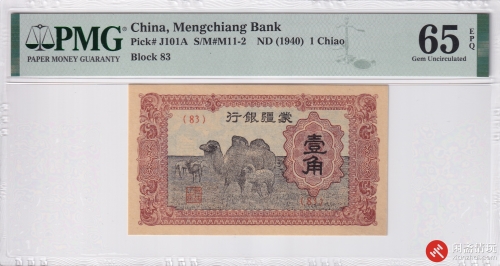 PMG
PAPER MONEY GUARANTY
China, Mengchiang Bank
Pick# J101A S/M#M11-2 ND (1940) 1 Chiao
Block 83
65 EPQ
Gem Uncirculated
(83)
行銀疆蒙
壹角